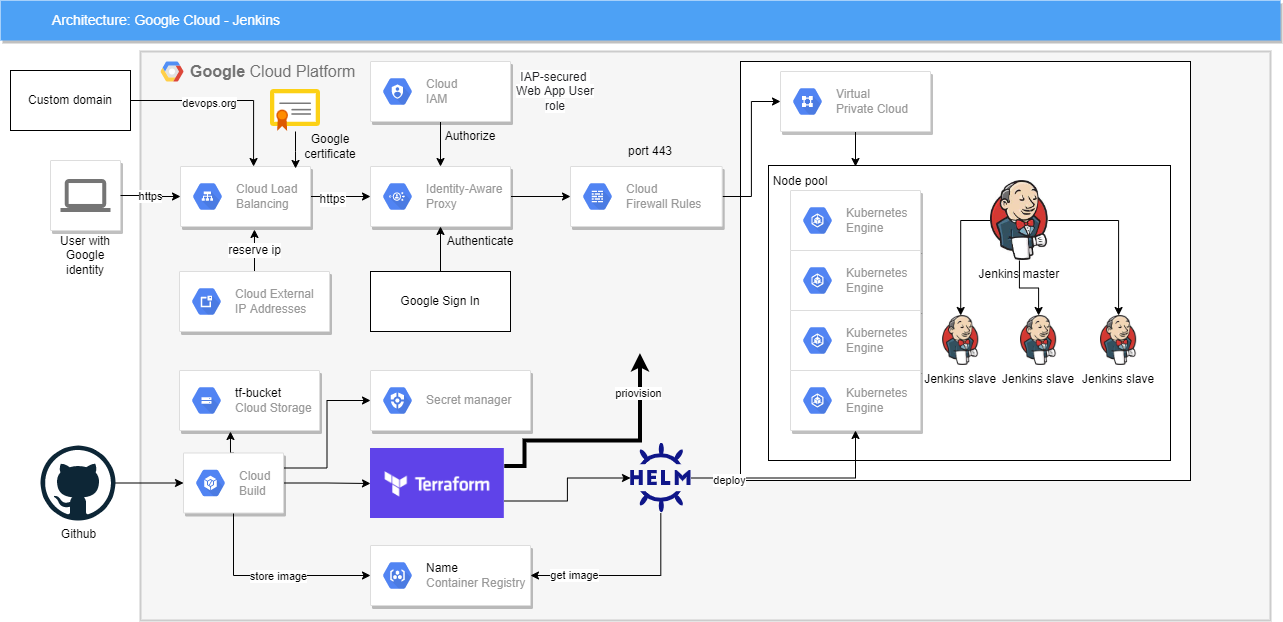 Architecture: Google Cloud - Jenkins
Google Cloud Platform
Custom domain
devops.org
Google
certificate
Cloud
IAM
IAP-secured
Web App User
role
Authorize
port 443
Virtual
Private Cloud
User with
Google
identity
https
Cloud Load
Balancing
https
Identity-Aware
Proxy
Cloud
Firewall Rules
Authenticate
reserve ip
Cloud External
IP Addresses
Google Sign In
Node pool
Kubernetes
Engine
Kubernetes
Engine
Kubernetes
Engine
Kubernetes
Engine
Jenkins master
Jenkins slave
Jenkins slave
Jenkins slave
tf-bucket
Cloud Storage
Secret manager
priovision
Github
Cloud
Build
Terraform
HELM
deploy
store image
Name
Container Registry
get image